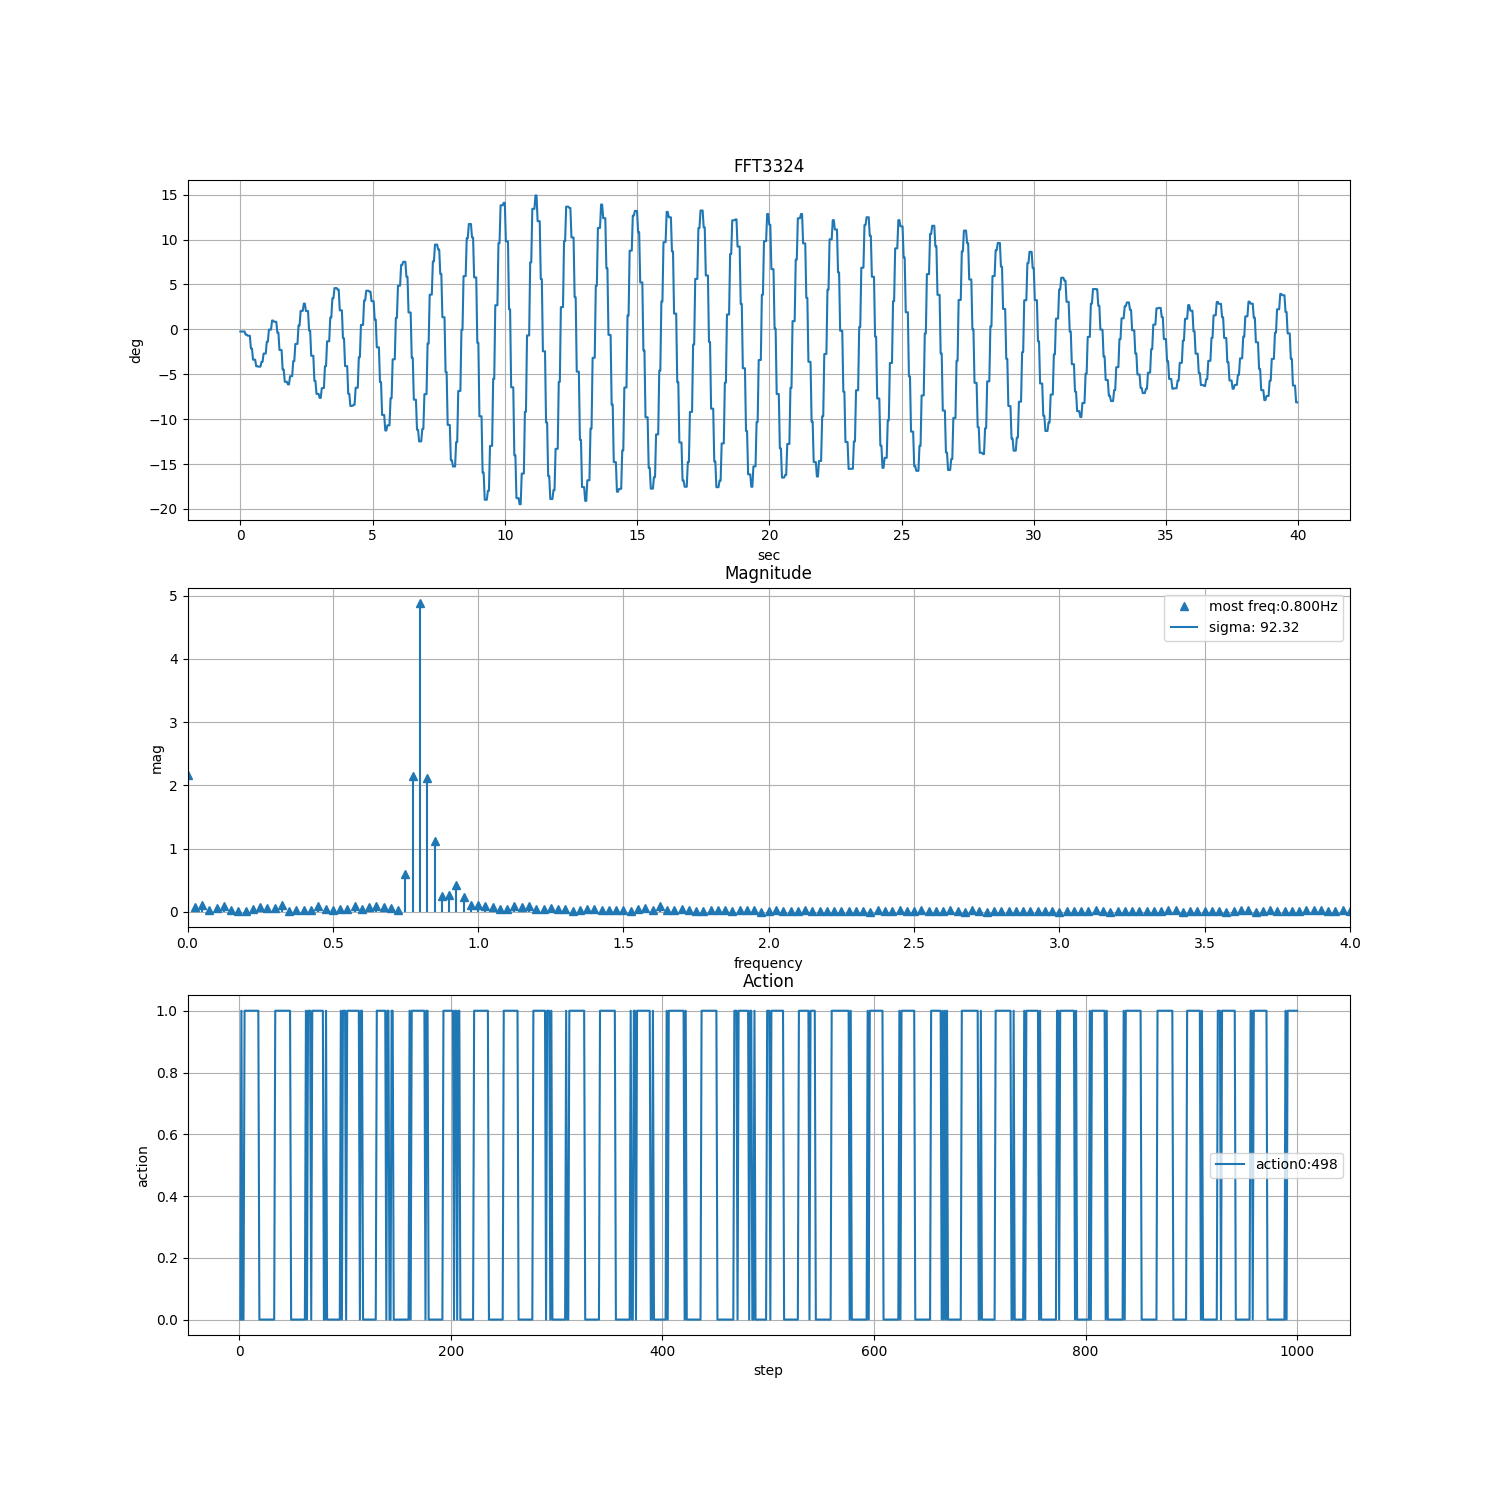 FFT3324
15
10
5
0
−5
−10
−15
−20
deg
0 5 10 15 20 25 30 35 40
sec
Magnitude
5
4
3
2
1
0
mag
most freq:0.800Hz
sigma: 92.32
0.0 0.5 1.0 1.5 2.0 2.5 3.0 3.5 4.0
frequency
Action
1.0
0.8
0.6
0.4
0.2
0.0
action
action0:498
0 200 400 600 800 1000
step